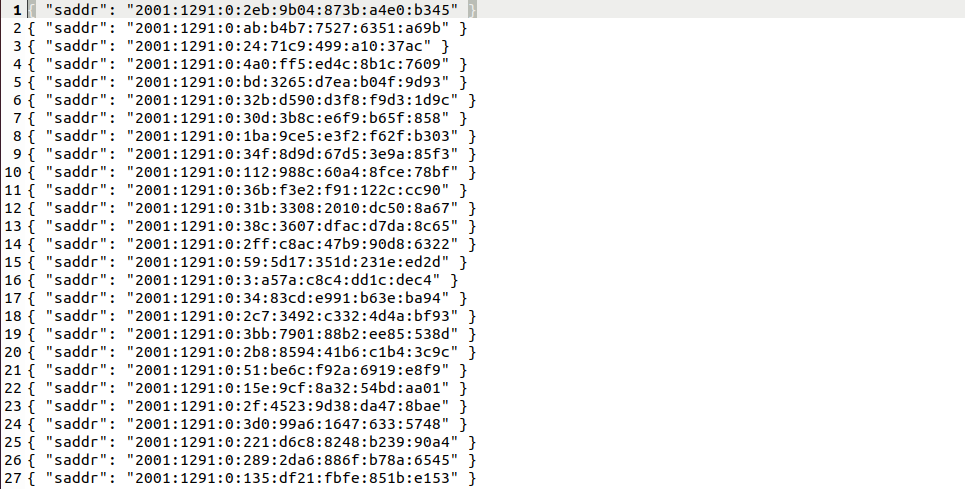 1 { "saddr": "2001:1291:0:2eb:9b04:873b:a4e0:b345" }
2 { "saddr": "2001:1291:0:ab:b4b7:7527:6351:a69b" }
3 { "saddr": "2001:1291:0:24:71c9:499:a10:37ac" }
4 { "saddr": "2001:1291:0:4a0:ff5:ed4c:8b1c:7609" }
5 { "saddr": "2001:1291:0:bd:3265:d7ea:b04f:9d93" }
6 { "saddr": "2001:1291:0:32b:d590:d3f8:f9d3:1d9c" }
7 { "saddr": "2001:1291:0:30d:3b8c:e6f9:b65f:858" }
8 { "saddr": "2001:1291:0:1ba:9ce5:e3f2:f62f:b303" }
9 { "saddr": "2001:1291:0:34f:8d9d:67d5:3e9a:85f3" }
10 { "saddr": "2001:1291:0:112:988c:60a4:8fce:78bf" }
11 { "saddr": "2001:1291:0:36b:f3e2:f91:122c:cc90" }
12 { "saddr": "2001:1291:0:31b:3308:2010:dc50:8a67" }
13 { "saddr": "2001:1291:0:38c:3607:dfac:d7da:8c65" }
14 { "saddr": "2001:1291:0:2ff:c8ac:47b9:90d8:6322" }
15 { "saddr": "2001:1291:0:59:5d17:351d:231e:ed2d" }
16 { "saddr": "2001:1291:0:3:a57a:c8c4:dd1c:dec4" }
17 { "saddr": "2001:1291:0:34:83cd:e991:b63e:ba94" }
18 { "saddr": "2001:1291:0:2c7:3492:c332:4d4a:bf93" }
19 { "saddr": "2001:1291:0:3bb:7901:88b2:ee85:538d" }
20 { "saddr": "2001:1291:0:2b8:8594:41b6:c1b4:3c9c" }
21 { "saddr": "2001:1291:0:51:be6c:f92a:6919:e8f9" }
22 { "saddr": "2001:1291:0:15e:9cf:8a32:54bd:aa01" }
23 { "saddr": "2001:1291:0:2f:4523:9d38:da47:8bae" }
24 { "saddr": "2001:1291:0:3d0:99a6:1647:633:5748" }
25 { "saddr": "2001:1291:0:221:d6c8:8248:b239:90a4" }
26 { "saddr": "2001:1291:0:289:2da6:886f:b78a:6545" }
27 { "saddr": "2001:1291:0:135:df21:fbfe:851b:e153" }